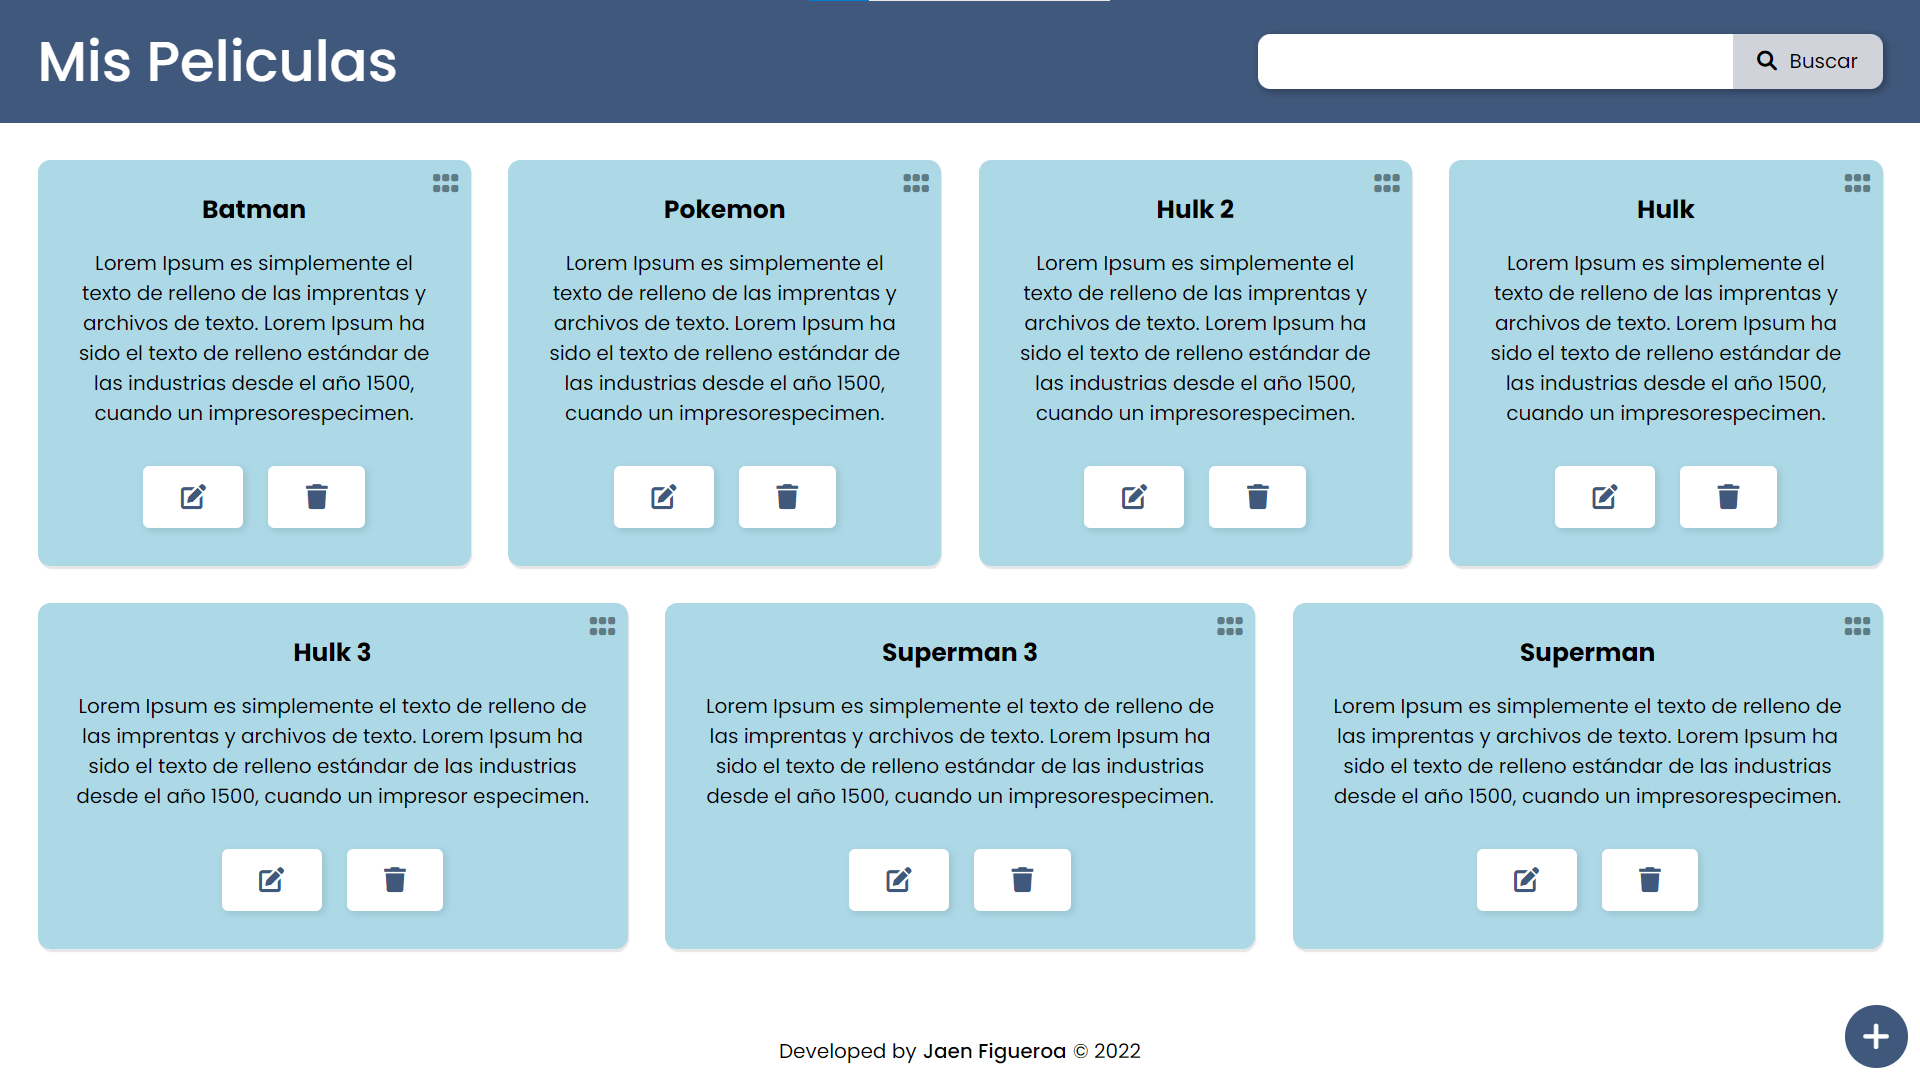 Mis Peliculas
Buscar
Batman
Lorem Ipsum es simplemente el
texto de relleno de las imprentas y
archivos de texto. Lorem Ipsum ha
sido el texto de relleno estándar de
las industrias desde el año 1500,
cuando un impresorespecimen.
Pokemon
Lorem Ipsum es simplemente el
texto de relleno de las imprentas y
archivos de texto. Lorem Ipsum ha
sido el texto de relleno estándar de
las industrias desde el año 1500,
cuando un impresorespecimen.
Hulk 2
Lorem Ipsum es simplemente el
texto de relleno de las imprentas y
archivos de texto. Lorem Ipsum ha
sido el texto de relleno estándar de
las industrias desde el año 1500,
cuando un impresorespecimen.
Hulk
Lorem Ipsum es simplemente el
texto de relleno de las imprentas y
archivos de texto. Lorem Ipsum ha
sido el texto de relleno estándar de
las industrias desde el año 1500,
cuando un impresorespecimen.
Hulk 3
Lorem Ipsum es simplemente el texto de relleno de
las imprentas y archivos de texto. Lorem Ipsum ha
sido el texto de relleno estándar de las industrias
desde el año 1500, cuando un impresor especimen.
Superman 3
Lorem Ipsum es simplemente el texto de relleno de
las imprentas y archivos de texto. Lorem Ipsum ha
sido el texto de relleno estándar de las industrias
desde el año 1500, cuando un impresorespecimen.
Superman
Lorem Ipsum es simplemente el texto de relleno de
las imprentas y archivos de texto. Lorem Ipsum ha
sido el texto de relleno estándar de las industrias
desde el año 1500, cuando un impresorespecimen.
Developed by Jaen Figueroa © 2022